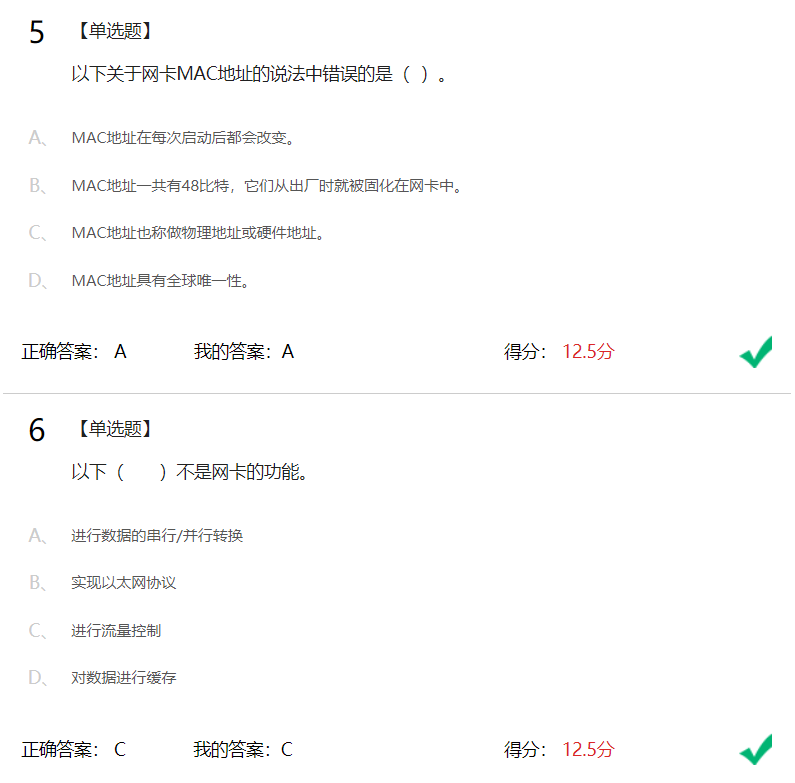 5 【单选题】
以下关于网卡MAC地址的说法中错误的是（ ）。
A、 MAC地址在每次启动后都会改变。
B、 MAC地址一共有48比特，它们从出厂时就被固化在网卡中。
C、 MAC地址也称做物理地址或硬件地址。
D、 MAC地址具有全球唯一性。
正确答案： A 我的答案：A 得分： 12.5分
6 【单选题】
以下（ ）不是网卡的功能。
A、 进行数据的串行/并行转换
B、 实现以太网协议
C、 进行流量控制
D、 对数据进行缓存
正确答案： C 我的答案：C 得分： 12.5分